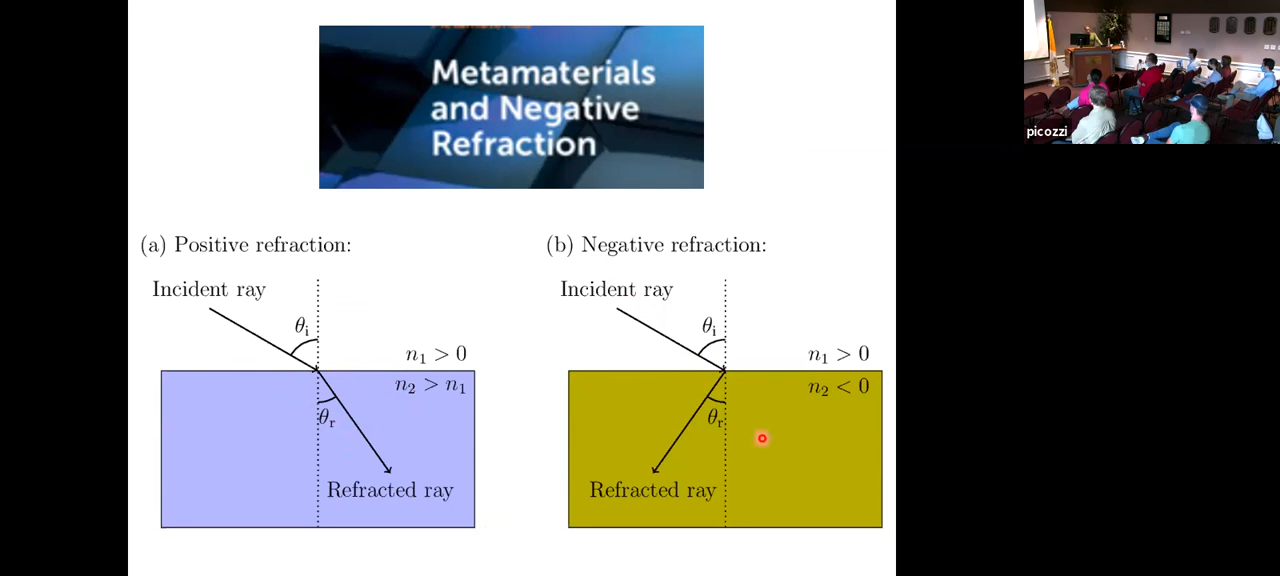 Metamaterials
and Negative
Refraction
picozzi
(a) Positive refraction:
Incident ray
θi
n1 > 0
n2 > n1
θr
Refracted ray
(b) Negative refraction:
Incident ray
θi
n1 > 0
n2 < 0
θr
Refracted ray